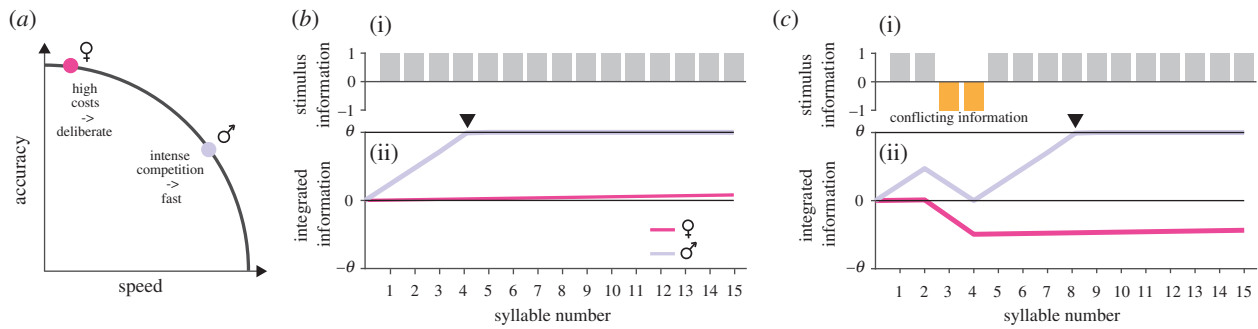 (a)
♀
high
costs
->
deliberate
♂
intense
competition
->
fast
accuracy
speed
(b)
(i)
stimulus
information
1
0
−1
(ii)
integrated
information
θ
0
−θ
♀
♂
1 2 3 4 5 6 7 8 9 10 11 12 13 14 15
syllable number
(c)
(i)
stimulus
information
1
0
−1
conflicting information
(ii)
integrated
information
θ
0
−θ
1 2 3 4 5 6 7 8 9 10 11 12 13 14 15
syllable number